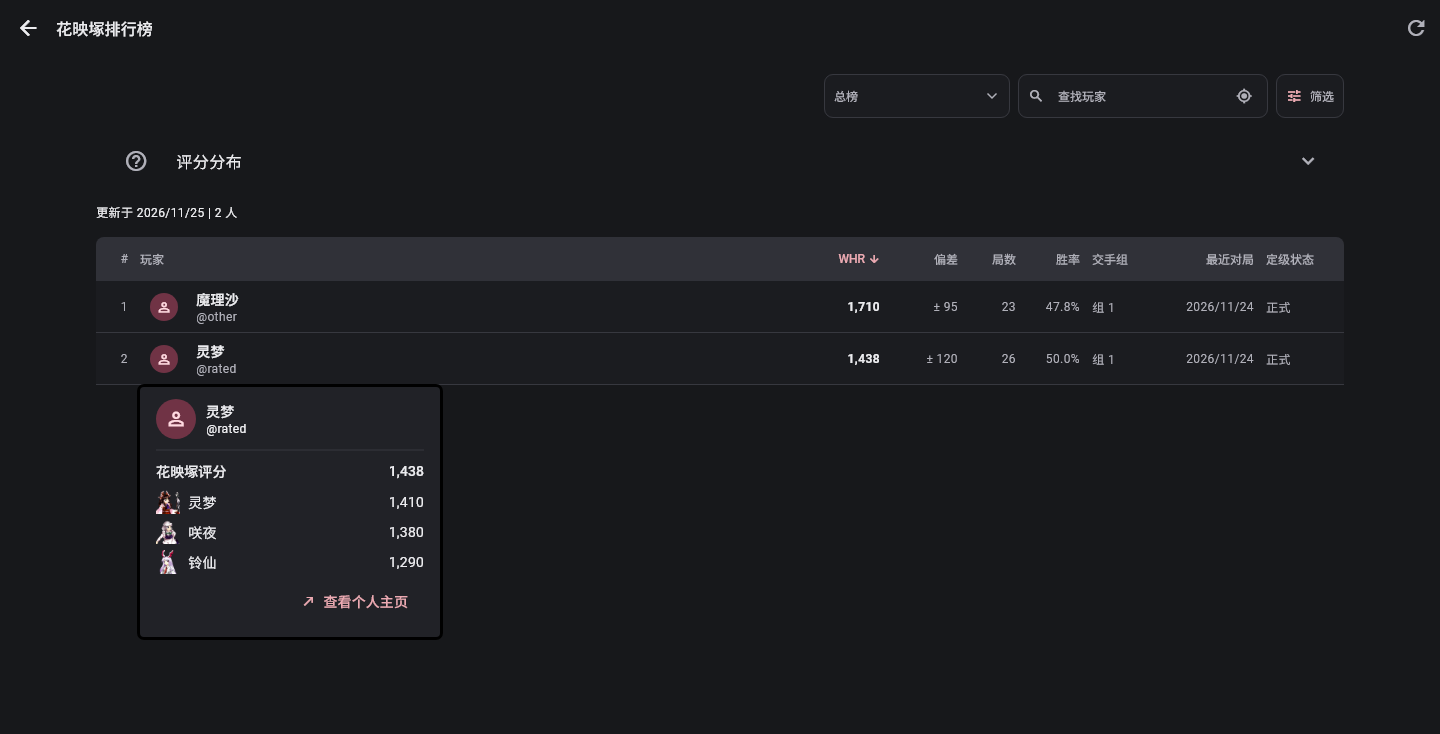 花映塚排行榜
总榜
查找玩家
筛选
评分分布
更新于 2026/11/25 | 2 人
# 玩家 WHR 偏差 局数 胜率 交手组 最近对局 定级状态
1 魔理沙 1,710 ± 95 23 47.8% 组 1 2026/11/24 正式
@other
2 灵梦 1,438 ± 120 26 50.0% 组 1 2026/11/24 正式
@rated
灵梦
@rated
花映塚评分 1,438
灵梦 1,410
咲夜 1,380
铃仙 1,290
查看个人主页